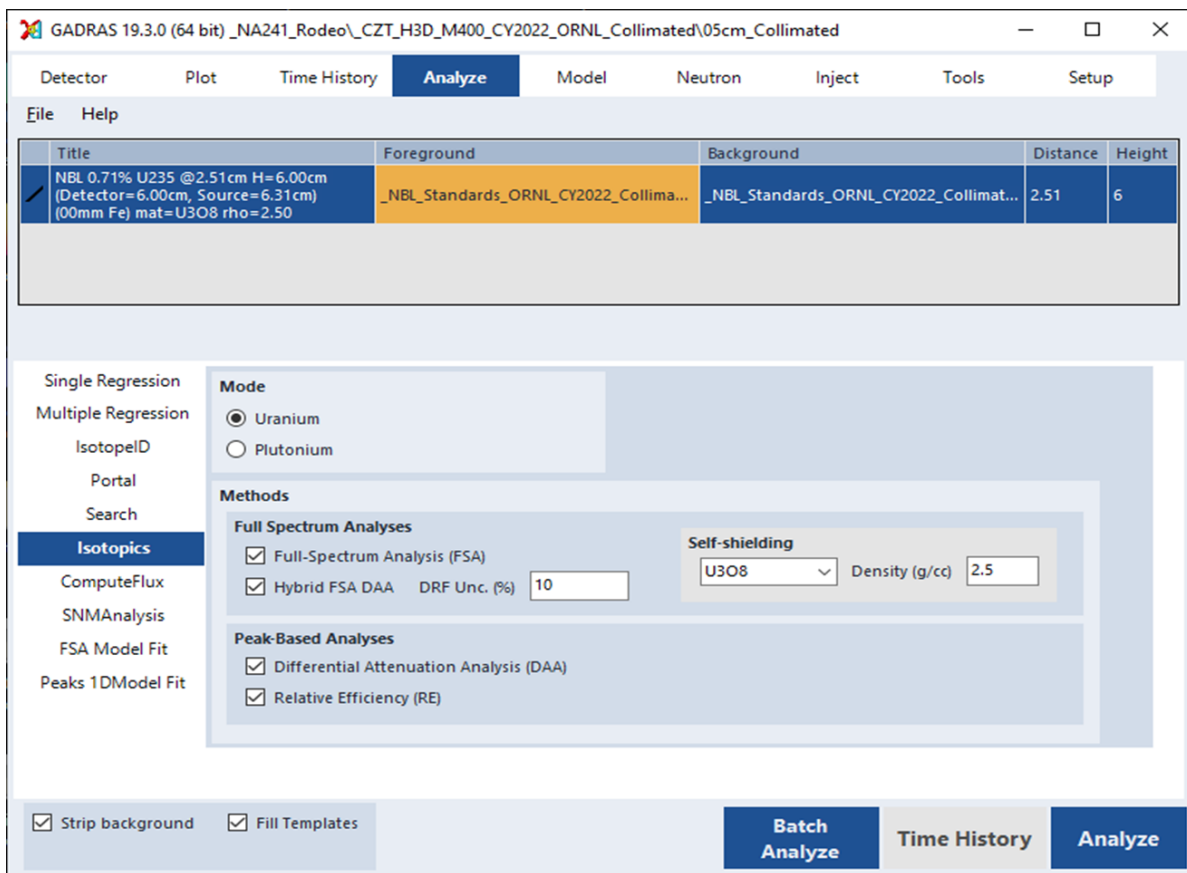 GADRAS 19.3.0 (64 bit) _NA241_Rodeo\_CZT_H3D_M400_CY2022_ORNL_Collimated\05cm_Collimated
Detector Plot Time History Analyze Model Neutron Inject Tools Setup
File Help
Title Foreground Background Distance Height
NBL 0.71% U235 @2.51cm H=6.00cm
(Detector=6.00cm, Source=6.31cm)
(00mm Fe) mat=U3O8 rho=2.50
_NBL_Standards_ORNL_CY2022_Collima... _NBL_Standards_ORNL_CY2022_Collimat... 2.51 6
Single Regression
Multiple Regression
IsotopeID
Portal
Search
Isotopics
ComputeFlux
SNMAnalysis
FSA Model Fit
Peaks 1DModel Fit
Mode
Uranium
Plutonium
Methods
Full Spectrum Analyses
Full-Spectrum Analysis (FSA)
Hybrid FSA DAA DRF Unc. (%) 10
Self-shielding
U3O8 Density (g/cc) 2.5
Peak-Based Analyses
Differential Attenuation Analysis (DAA)
Relative Efficiency (RE)
Strip background Fill Templates
Batch
Analyze
Time History
Analyze